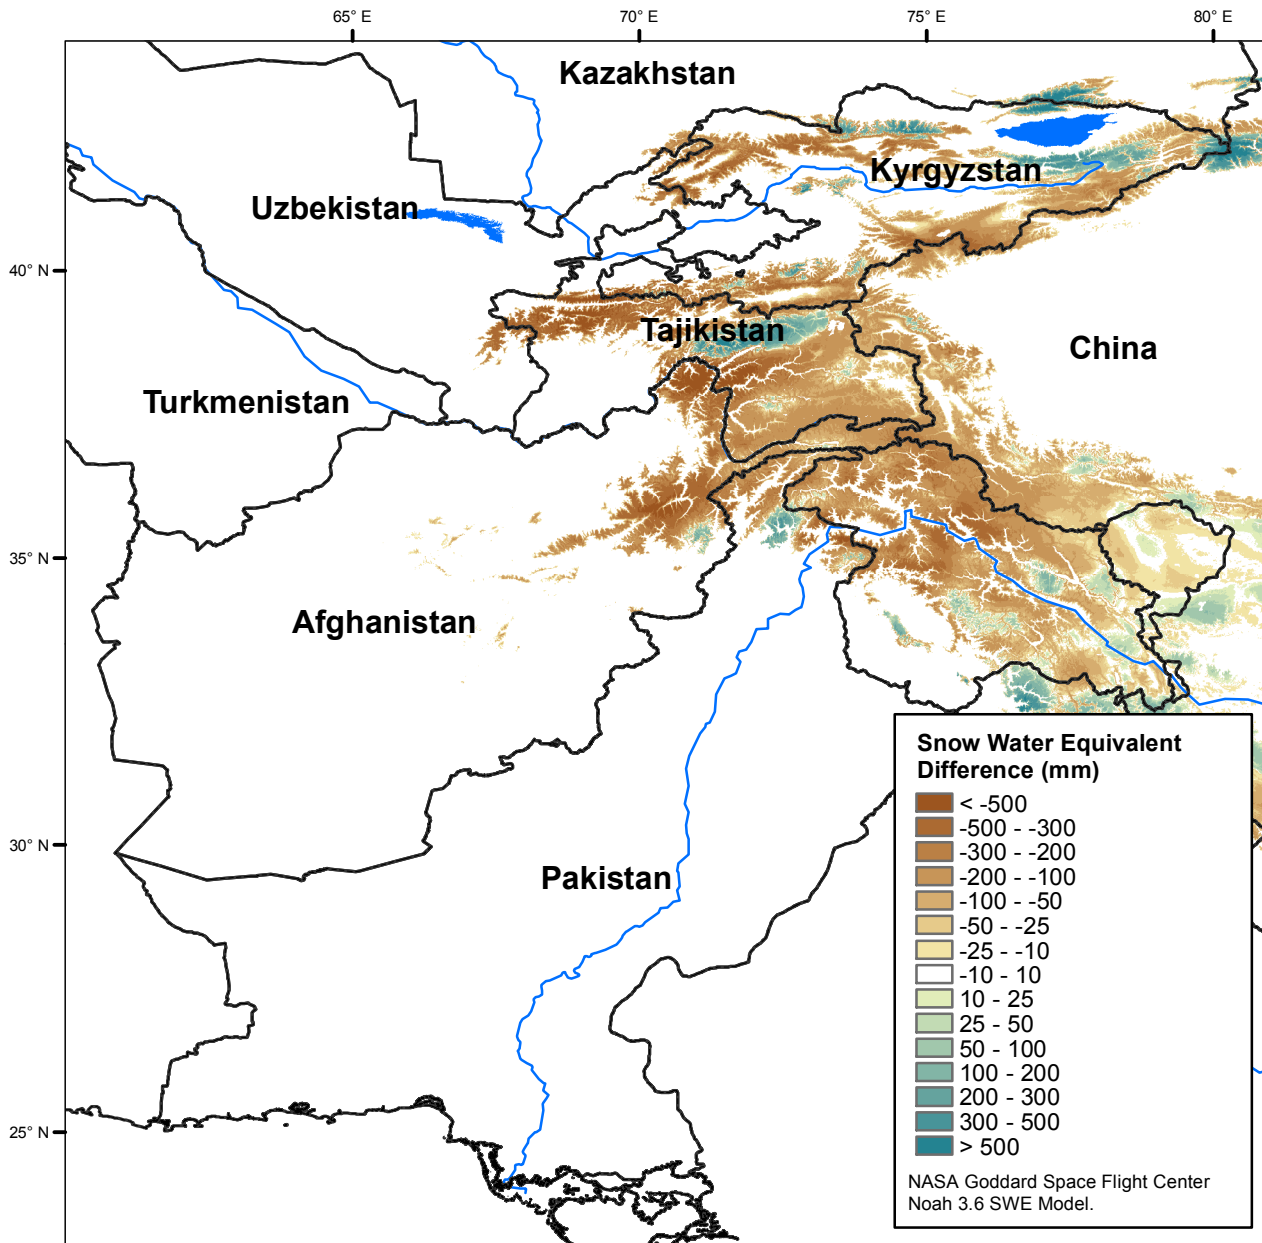 65° E
70° E
75° E
80° E
Kazakhstan
Kyrgyzstan
Uzbekistan
40° N
Tajikistan
China
Turkmenistan
35° N
Afghanistan
Snow Water Equivalent
Difference (mm)
< -500
-500 - -300
-300 - -200
-200 - -100
-100 - -50
-50 - -25
-25 - -10
-10 - 10
10 - 25
25 - 50
50 - 100
100 - 200
200 - 300
300 - 500
> 500
30° N
Pakistan
25° N
NASA Goddard Space Flight Center
Noah 3.6 SWE Model.